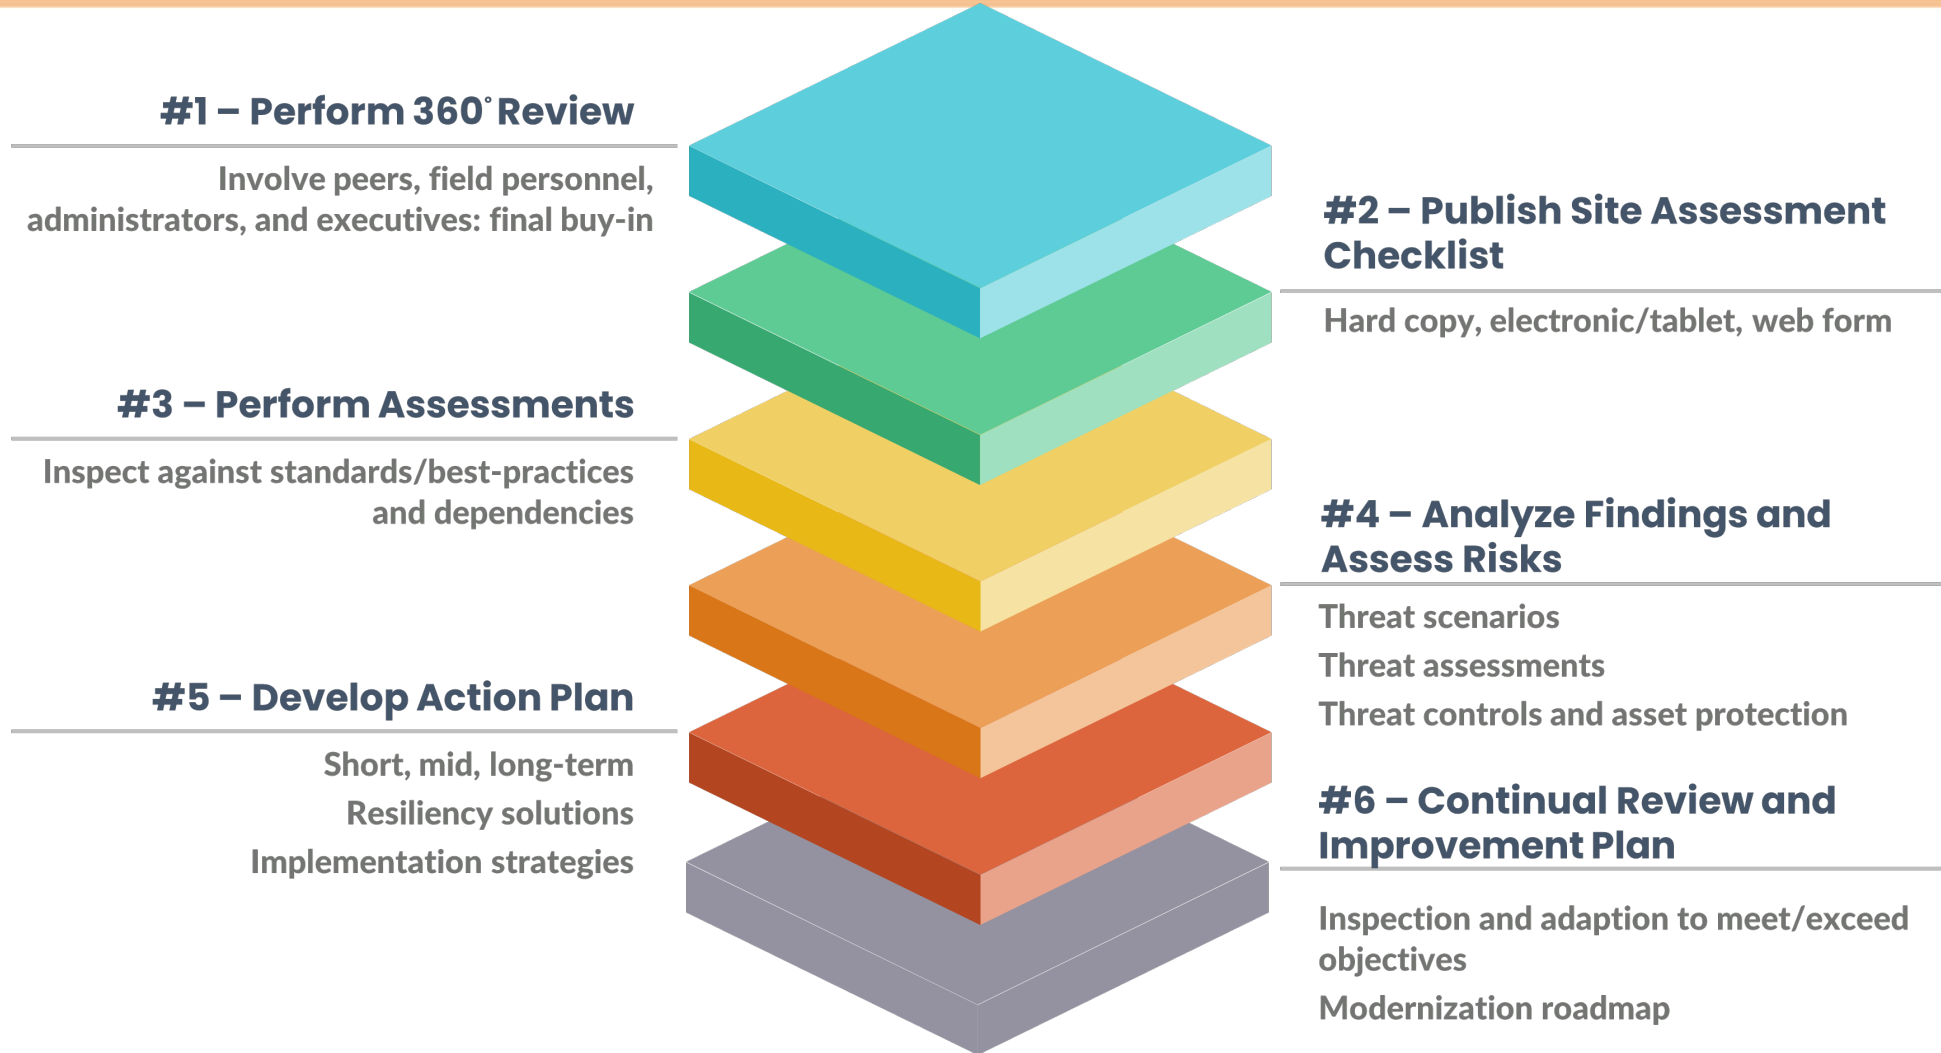 #1 – Perform 360° Review
Involve peers, field personnel,
administrators, and executives: final buy-in
#2 – Publish Site Assessment
Checklist
Hard copy, electronic/tablet, web form
#3 – Perform Assessments
Inspect against standards/best-practices
and dependencies
#4 – Analyze Findings and
Assess Risks
Threat scenarios
Threat assessments
Threat controls and asset protection
#5 – Develop Action Plan
Short, mid, long-term
Resiliency solutions
Implementation strategies
#6 – Continual Review and
Improvement Plan
Inspection and adaption to meet/exceed
objectives
Modernization roadmap